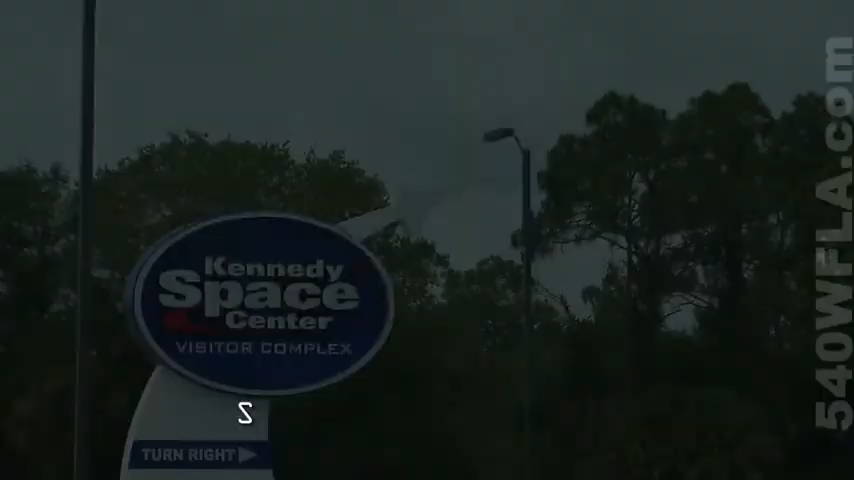 Kennedy
Space
Center
VISITOR COMPLEX
S
TURN RIGHT
540WFLA.com